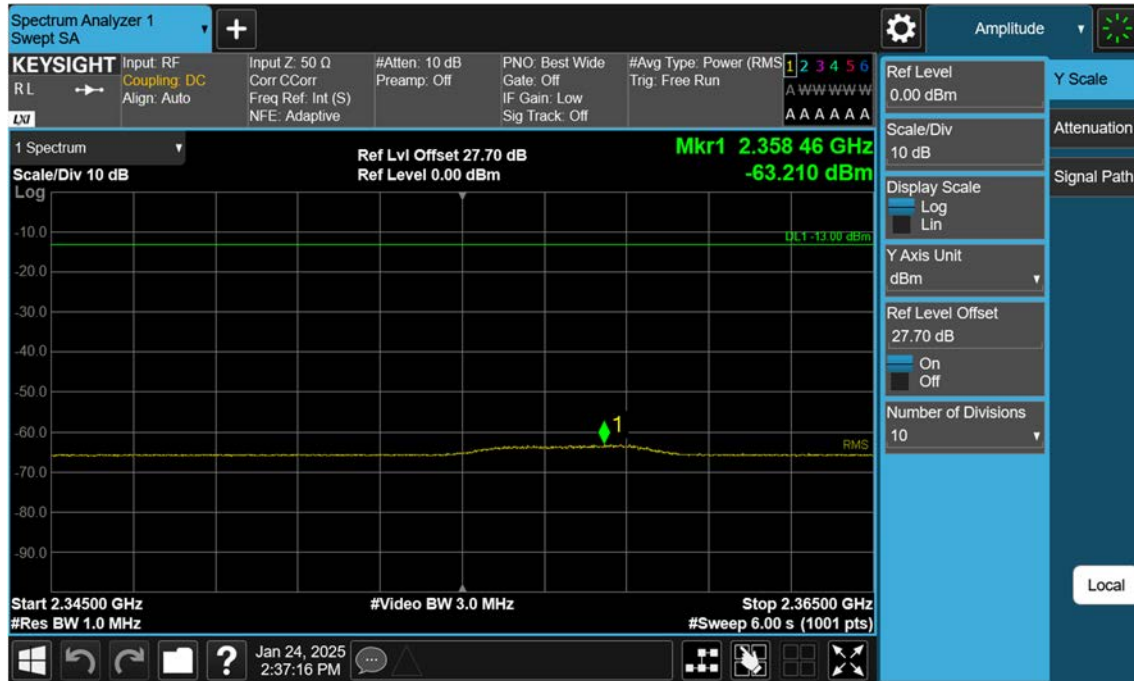 Spectrum Analyzer 1
Swept SA
Amplitude
KEYSIGHT
R L
LXI
Input: RF
Coupling: DC
Align: Auto
Input Z: 50 Ω
Corr CCorr
Freq Ref: Int (S)
NFE: Adaptive
#Atten: 10 dB
Preamp: Off
PNO: Best Wide
Gate: Off
IF Gain: Low
Sig Track: Off
#Avg Type: Power (RMS
Trig: Free Run
1 2 3 4 5 6
A W W W W W
A A A A A A
1 Spectrum
Scale/Div 10 dB
Log
Ref Lvl Offset 27.70 dB
Ref Level 0.00 dBm
Mkr1 2.358 46 GHz
-63.210 dBm
-10.0
DL1 -13.00 dBm
-20.0
-30.0
-40.0
-50.0
1
-60.0
RMS
-70.0
-80.0
-90.0
Start 2.34500 GHz
#Video BW 3.0 MHz
Stop 2.36500 GHz
#Res BW 1.0 MHz
#Sweep 6.00 s (1001 pts)
Ref Level
0.00 dBm
Scale/Div
10 dB
Display Scale
Log
Lin
Y Axis Unit
dBm
Ref Level Offset
27.70 dB
On
Off
Number of Divisions
10
Y Scale
Attenuation
Signal Path
Local
?
Jan 24, 2025
2:37:16 PM